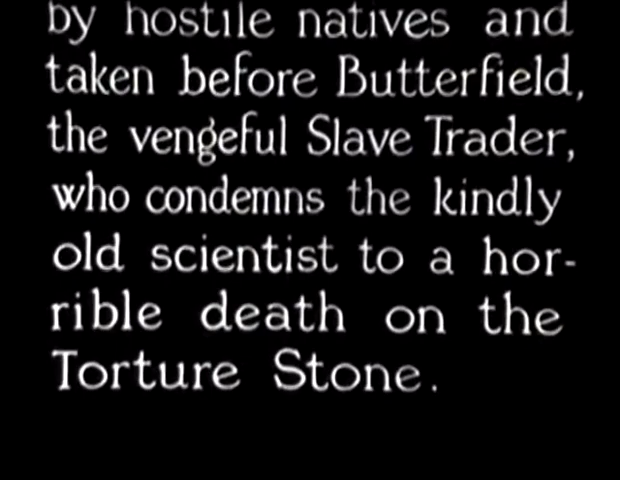 by hostile natives and
taken before Butterfield,
the vengeful Slave Trader,
who condemns the kindly
old scientist to a hor-
rible death on the
Torture Stone.